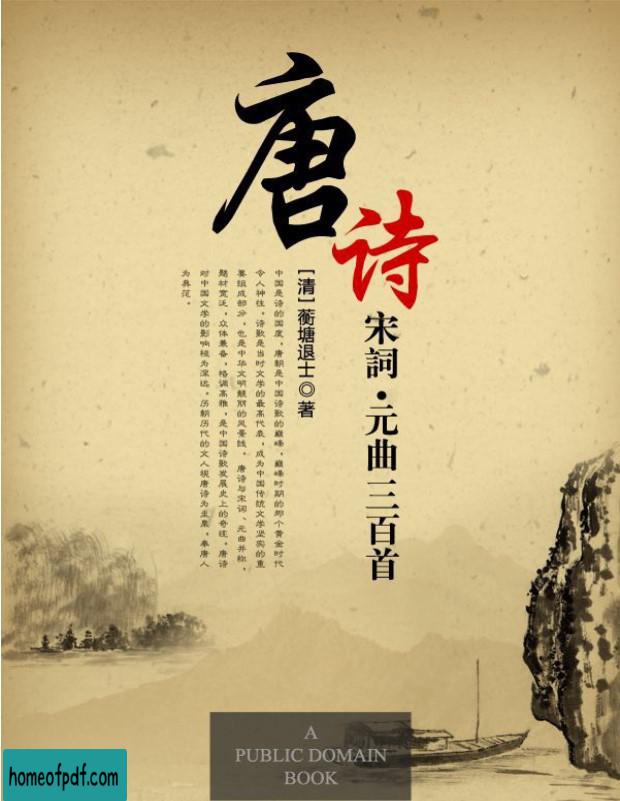 唐诗
宋詞·元曲三百首
[清]蘅塘退士◎著
中国是诗的国度，唐朝是中国诗歌的巅峰，巅峰时期的那个黄金时代
令人神往，诗歌是当时文学的最高代表，成为中国传统文学坚实的重
要组成部分，也是中华文明靓丽的风景线。唐诗与宋词、元曲并称，
题材宽泛，众体兼备，格调高雅，是中国诗歌发展史上的奇迹。唐诗
对中国文学的影响极为深远，历朝历代的文人视唐诗为圭臬，奉唐人
为典范。
A
PUBLIC DOMAIN
BOOK
homeofpdf.com